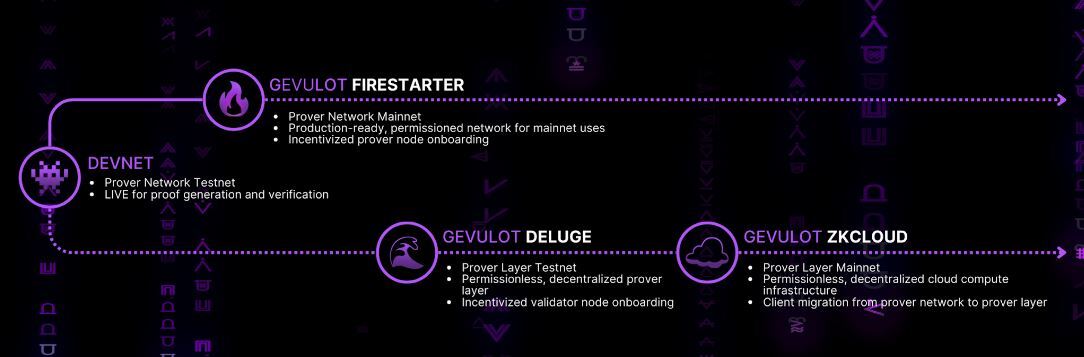 GEVULOT FIRESTARTER
• Prover Network Mainnet
• Production-ready, permissioned network for mainnet uses
• Incentivized prover node onboarding
DEVNET
• Prover Network Testnet
• LIVE for proof generation and verification
GEVULOT DELUGE
• Prover Layer Testnet
• Permissionless, decentralized prover
layer
• Incentivized validator node onboarding
GEVULOT ZKCLOUD
• Prover Layer Mainnet
• Permissionless, decentralized cloud compute
infrastructure
• Client migration from prover network to prover layer